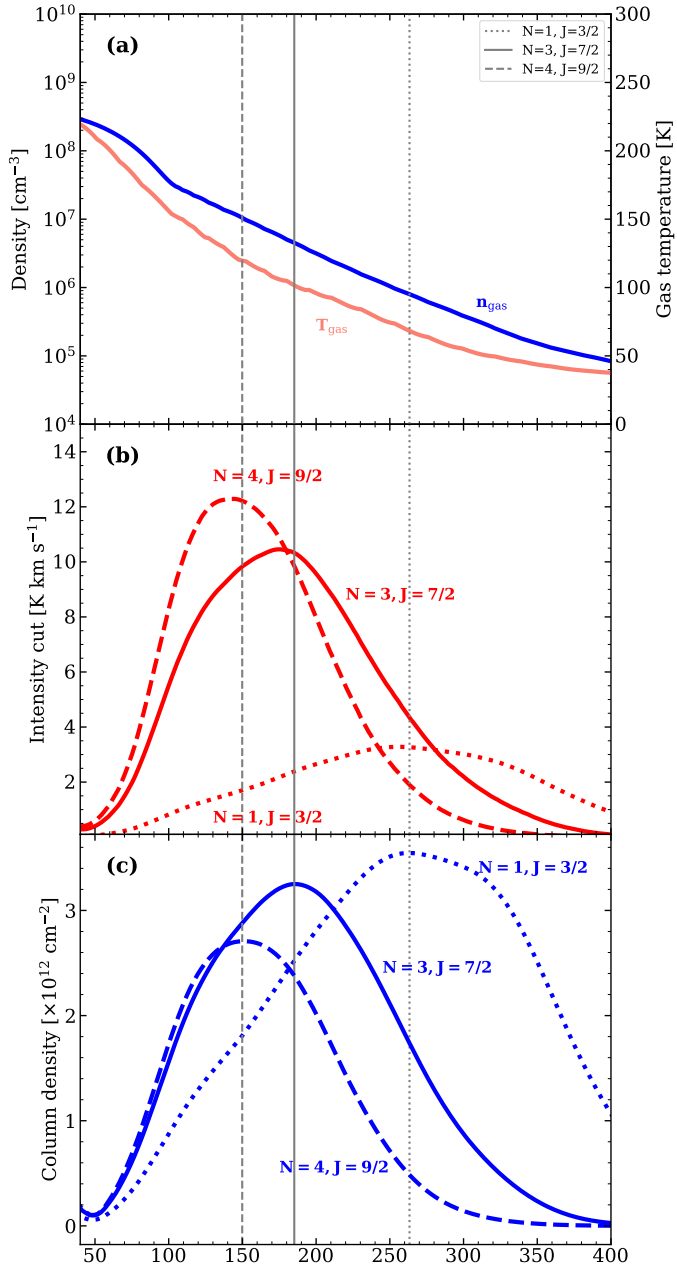 (a)
N=1, J=3/2
N=3, J=7/2
N=4, J=9/2
10^10
10^9
10^8
10^7
10^6
10^5
10^4
Density [cm^−3]
300
250
200
150
100
50
0
Gas temperature [K]
n_gas
T_gas
(b)
14
12
10
8
6
4
2
Intensity cut [K km s^−1]
N = 4, J = 9/2
N = 3, J = 7/2
N = 1, J = 3/2
(c)
3
2
1
0
Column density [×10^12 cm^−2]
N = 1, J = 3/2
N = 3, J = 7/2
N = 4, J = 9/2
50 100 150 200 250 300 350 400